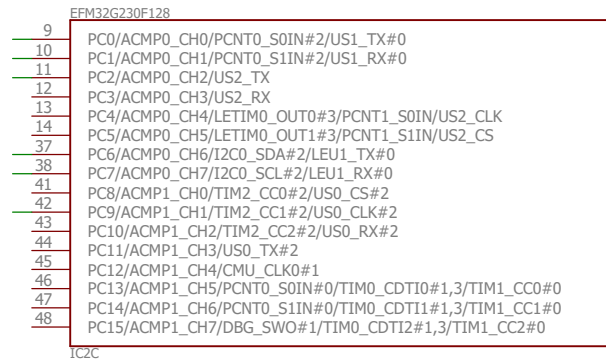 EFM32G230F128
9 PC0/ACMP0_CH0/PCNT0_S0IN#2/US1_TX#0
10 PC1/ACMP0_CH1/PCNT0_S1IN#2/US1_RX#0
11 PC2/ACMP0_CH2/US2_TX
12 PC3/ACMP0_CH3/US2_RX
13 PC4/ACMP0_CH4/LETIM0_OUT0#3/PCNT1_S0IN/US2_CLK
14 PC5/ACMP0_CH5/LETIM0_OUT1#3/PCNT1_S1IN/US2_CS
37 PC6/ACMP0_CH6/I2C0_SDA#2/LEU1_TX#0
38 PC7/ACMP0_CH7/I2C0_SCL#2/LEU1_RX#0
41 PC8/ACMP1_CH0/TIM2_CC0#2/US0_CS#2
42 PC9/ACMP1_CH1/TIM2_CC1#2/US0_CLK#2
43 PC10/ACMP1_CH2/TIM2_CC2#2/US0_RX#2
44 PC11/ACMP1_CH3/US0_TX#2
45 PC12/ACMP1_CH4/CMU_CLK0#1
46 PC13/ACMP1_CH5/PCNT0_S0IN#0/TIM0_CDTI0#1,3/TIM1_CC0#0
47 PC14/ACMP1_CH6/PCNT0_S1IN#0/TIM0_CDTI1#1,3/TIM1_CC1#0
48 PC15/ACMP1_CH7/DBG_SWO#1/TIM0_CDTI2#1,3/TIM1_CC2#0
IC2C